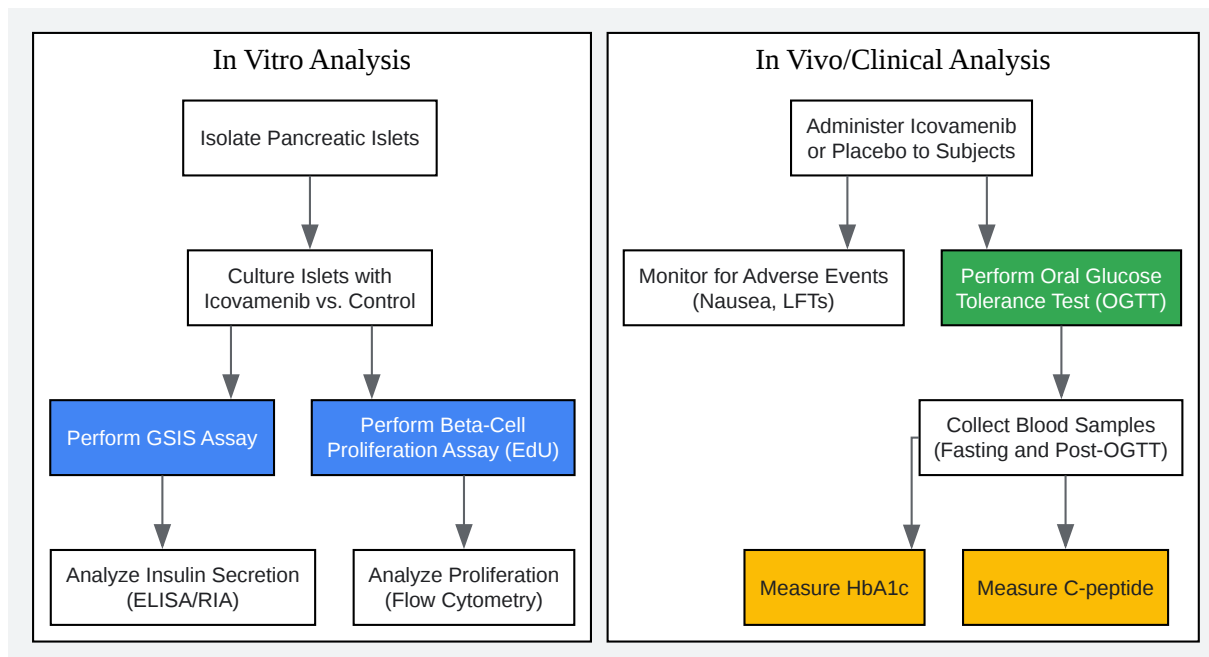 In Vitro Analysis
Isolate Pancreatic Islets
Culture Islets with
Icovamenib vs. Control
Perform GSIS Assay
Perform Beta-Cell
Proliferation Assay (EdU)
Analyze Insulin Secretion
(ELISA/RIA)
Analyze Proliferation
(Flow Cytometry)
In Vivo/Clinical Analysis
Administer Icovamenib
or Placebo to Subjects
Monitor for Adverse Events
(Nausea, LFTs)
Perform Oral Glucose
Tolerance Test (OGTT)
Collect Blood Samples
(Fasting and Post-OGTT)
Measure HbA1c
Measure C-peptide